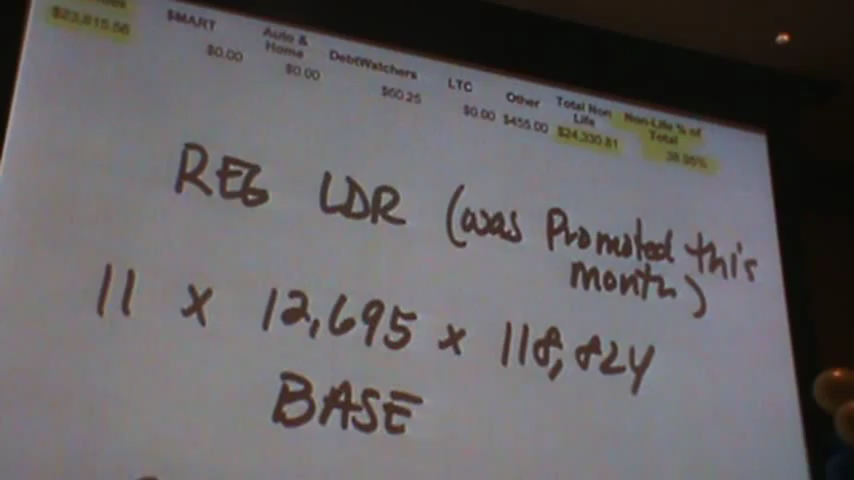 $23,815.56
$MART
$0.00
Auto &
Home
$0.00
DebtWatchers
$60.25
LTC
$0.00
Other
$455.00
Total Non
Life
$24,330.81
Non-Life % of
Total
38.95%
REG LDR (was Promoted this
month)
11 x 12,695 x 118,824
BASE